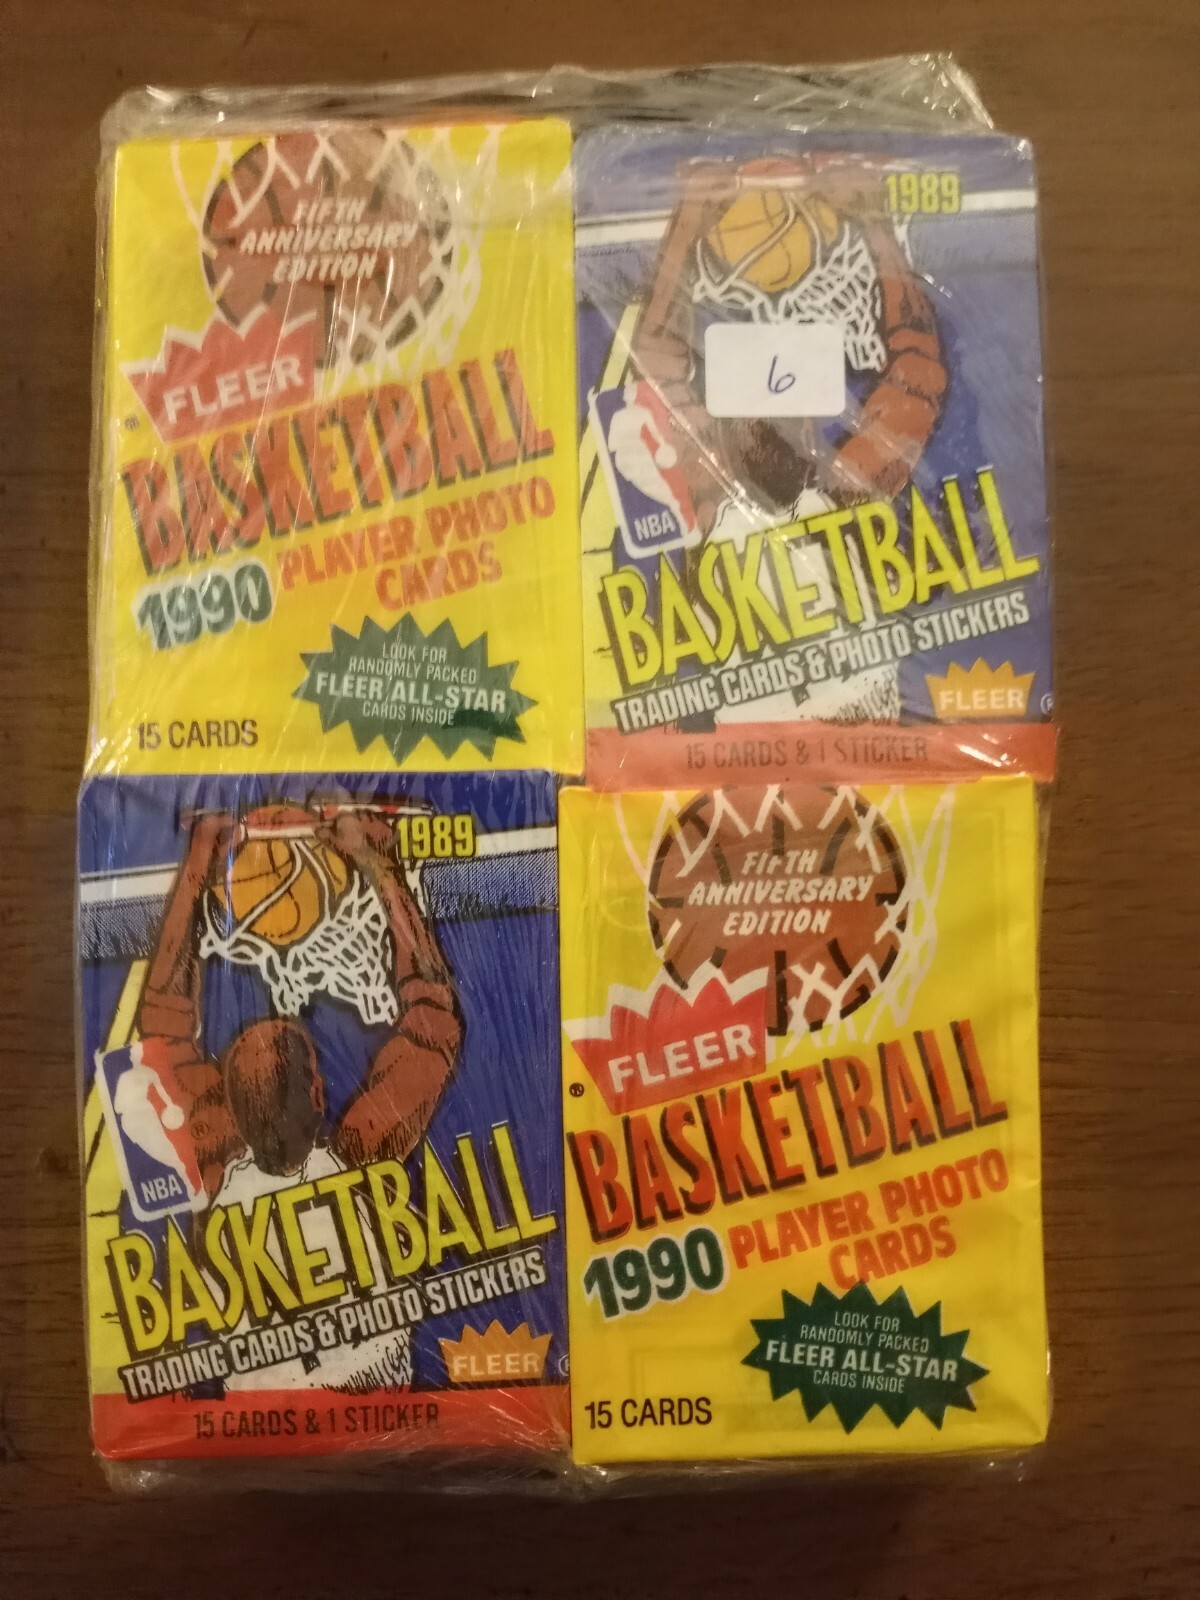 FIFTH
ANNIVERSARY
EDITION
FLEER
®
BASKETBALL
1990 PLAYER PHOTO
CARDS
LOOK FOR
RANDOMLY PACKED
FLEER ALL-STAR
CARDS INSIDE
15 CARDS
1989
6
NBA
BASKETBALL
TRADING CARDS & PHOTO STICKERS
FLEER ®
15 CARDS & 1 STICKER
1989
®
NBA
BASKETBALL
TRADING CARDS & PHOTO STICKERS
FLEER ®
15 CARDS & 1 STICKER
FIFTH
ANNIVERSARY
EDITION
FLEER
®
BASKETBALL
1990 PLAYER PHOTO
CARDS
LOOK FOR
RANDOMLY PACKED
FLEER ALL-STAR
CARDS INSIDE
15 CARDS